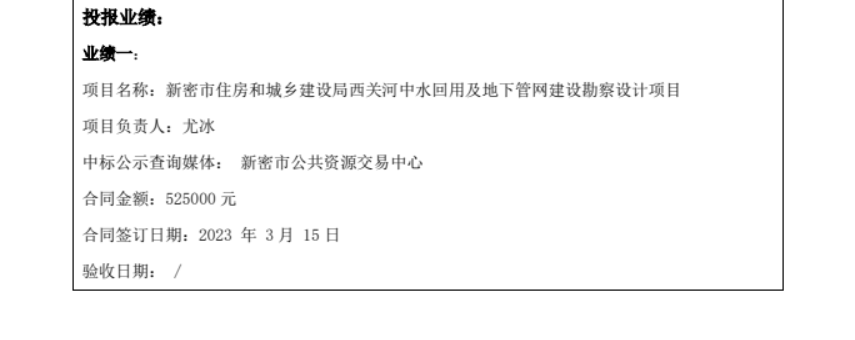 投报业绩：
业绩一：
项目名称：新密市住房和城乡建设局西关河中水回用及地下管网建设勘察设计项目
项目负责人：尤冰
中标公示查询媒体： 新密市公共资源交易中心
合同金额：525000 元
合同签订日期：2023 年 3 月 15 日
验收日期： /